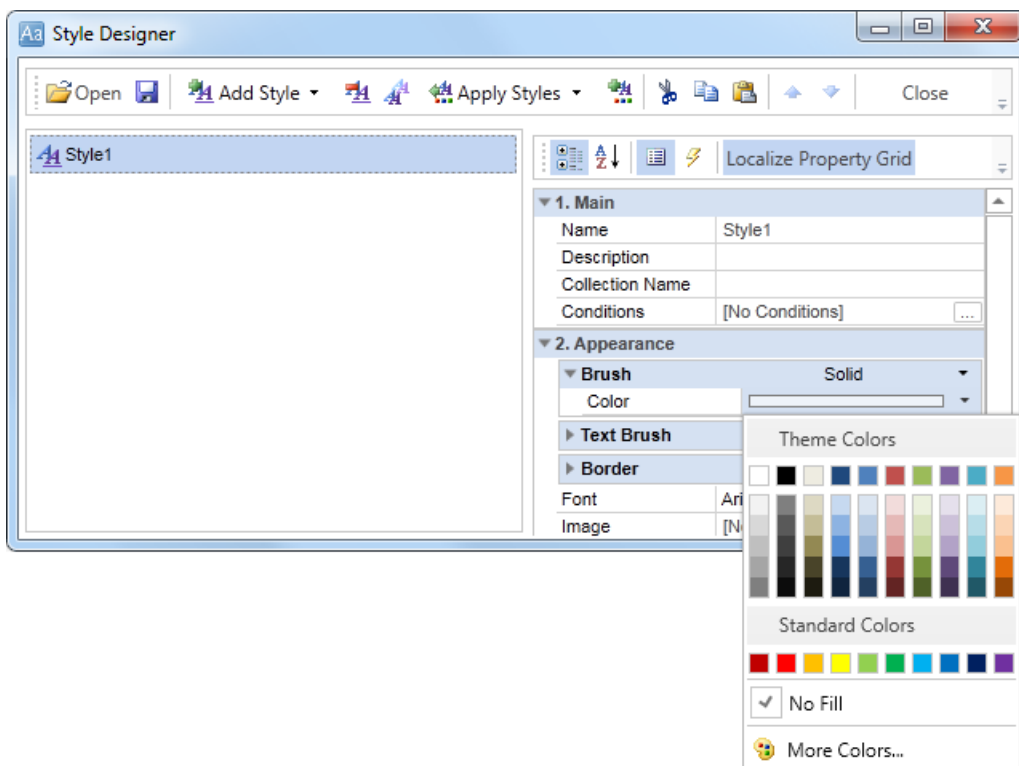 Aa Style Designer
Open Add Style Apply Styles Close
Style1
Localize Property Grid
1. Main
Name Style1
Description
Collection Name
Conditions [No Conditions] ...
2. Appearance
Brush Solid
Color
Text Brush
Border
Font
Image
Theme Colors
Standard Colors
No Fill
More Colors...